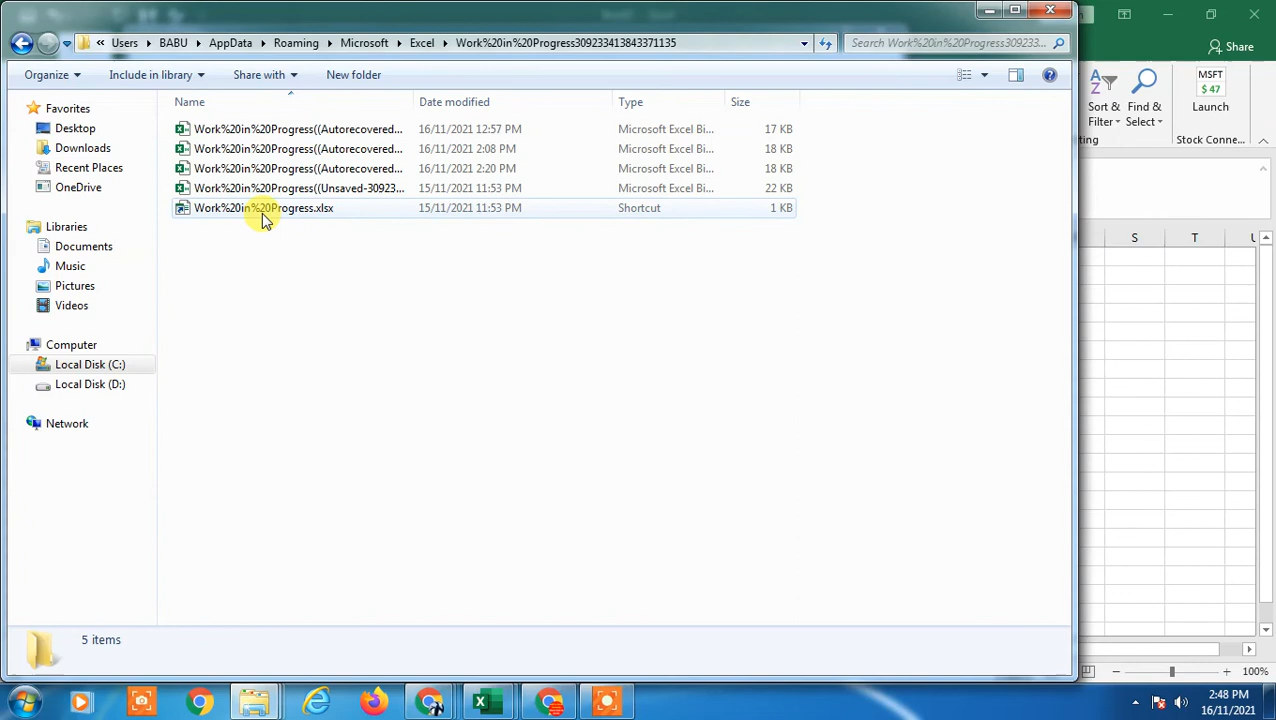 Users ▸ BABU ▸ AppData ▸ Roaming ▸ Microsoft ▸ Excel ▸ Work%20in%20Progress309233413843371135
Search Work%20in%20Progress309233...
Share
Organize
Include in library
Share with
New folder
Sort & Filter
Find & Select
MSFT $ 47
Launch
ting
Favorites
Desktop
Downloads
Recent Places
OneDrive
Libraries
Documents
Music
Pictures
Videos
Computer
Local Disk (C:)
Local Disk (D:)
Network
Name Date modified Type Size
Work%20in%20Progress((Autorecovered... 16/11/2021 12:57 PM Microsoft Excel Bi... 17 KB
Work%20in%20Progress((Autorecovered... 16/11/2021 2:08 PM Microsoft Excel Bi... 18 KB
Work%20in%20Progress((Autorecovered... 16/11/2021 2:20 PM Microsoft Excel Bi... 18 KB
Work%20in%20Progress((Unsaved-30923... 15/11/2021 11:53 PM Microsoft Excel Bi... 22 KB
Work%20in%20Progress.xlsx 15/11/2021 11:53 PM Shortcut 1 KB
S T U
5 items
100%
2:48 PM
16/11/2021